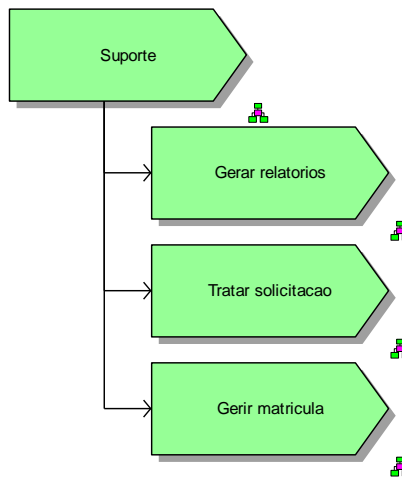 Suporte
Gerar relatorios
Tratar solicitacao
Gerir matricula